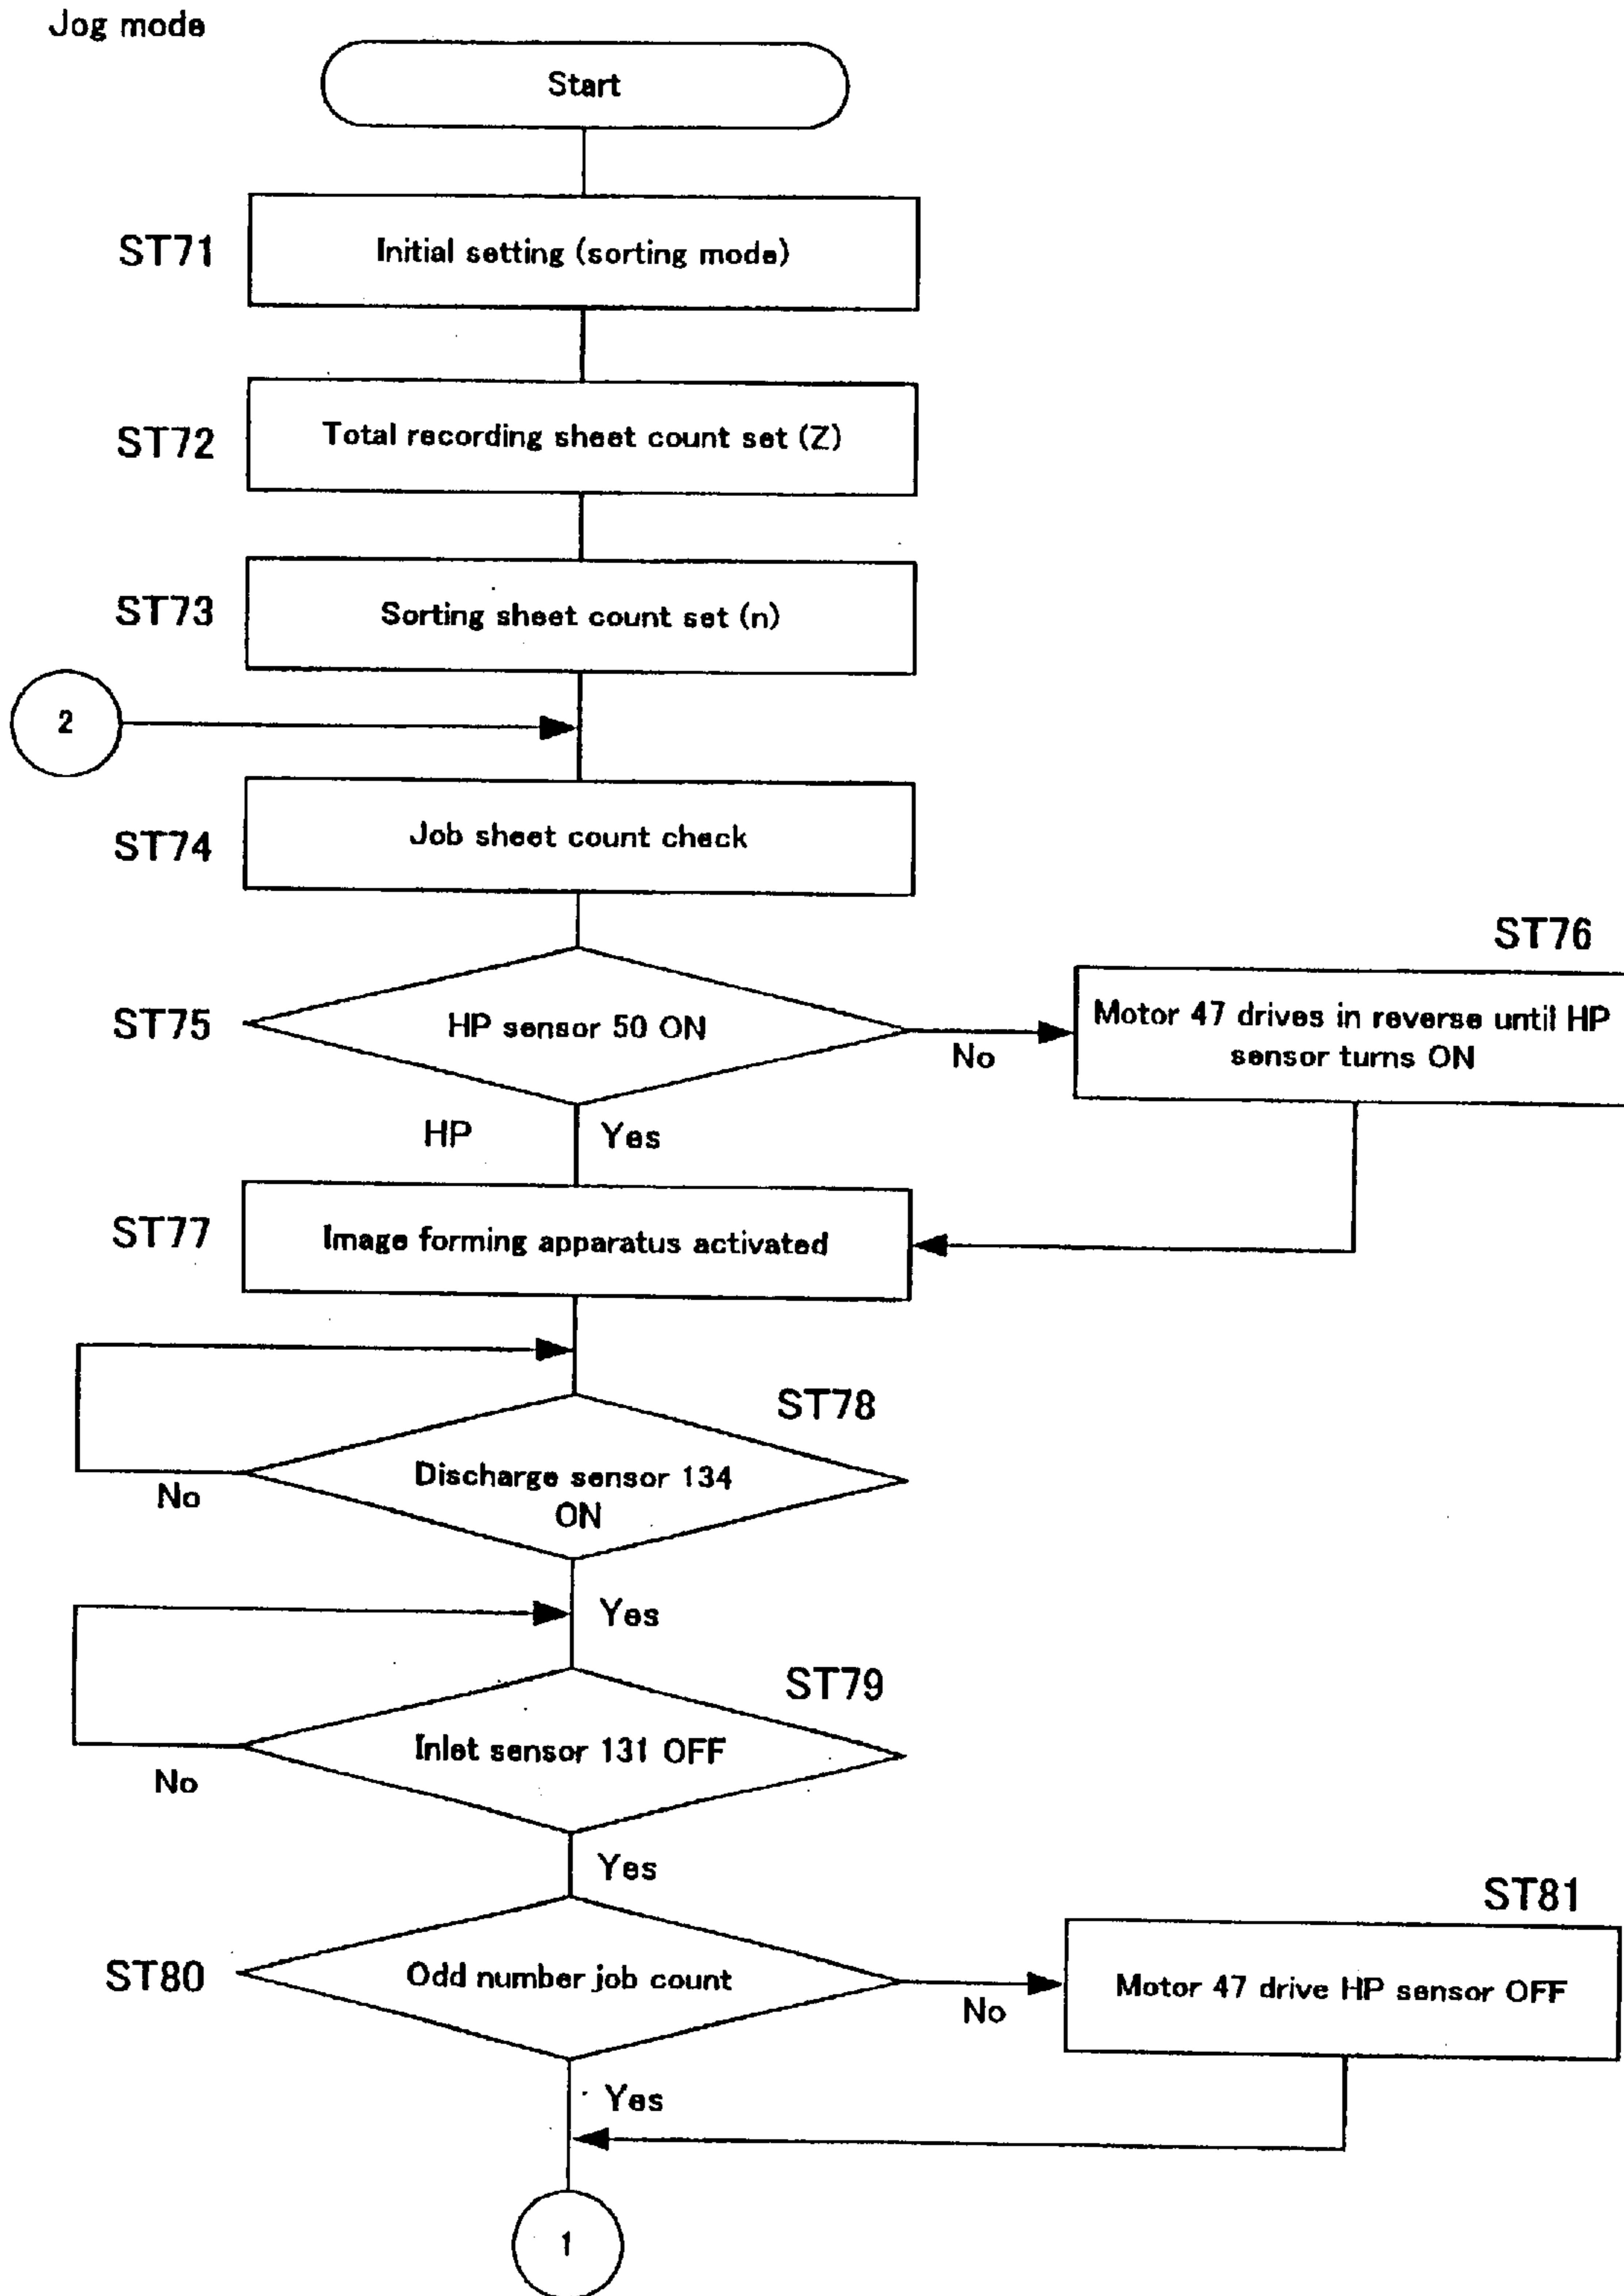 Jog mode
Start
ST71
Initial setting (sorting mode)
ST72
Total recording sheet count set (Z)
ST73
Sorting sheet count set (n)
2
ST74
Job sheet count check
ST75
HP sensor 50 ON
No
ST76
Motor 47 drives in reverse until HP
sensor turns ON
HP
Yes
ST77
Image forming apparatus activated
ST78
Discharge sensor 134
ON
No
Yes
ST79
Inlet sensor 131 OFF
No
Yes
ST80
Odd number job count
No
ST81
Motor 47 drive HP sensor OFF
Yes
1